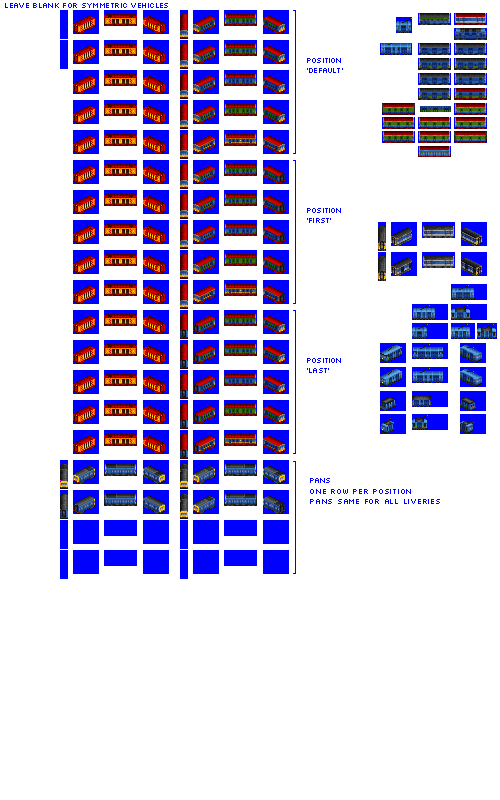 LEAVE BLANK FOR SYMMETRIC VEHICLES
POSITION
'DEFAULT'
POSITION
'FIRST'
POSITION
'LAST'
PANS
ONE ROW PER POSITION
PANS SAME FOR ALL LIVERIES